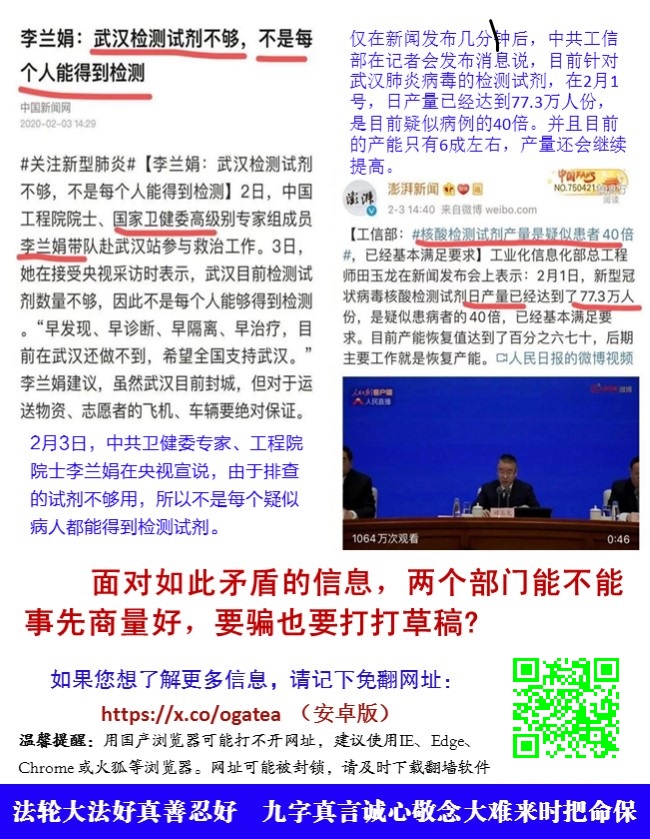 李兰娟：武汉检测试剂不够，不是每
个人能得到检测
中国新闻网
2020-02-03 14:29
#关注新型肺炎#【李兰娟：武汉检测试剂
不够，不是每个人能得到检测】2日，中国
工程院院士、国家卫健委高级别专家组成员
李兰娟带队赴武汉站参与救治工作。3日，
她在接受央视采访时表示，武汉目前检测试
剂数量不够，因此不是每个人能够得到检测
。“早发现、早诊断、早隔离、早治疗，目
前在武汉还做不到，希望全国支持武汉。”
李兰娟建议，虽然武汉目前封城，但对于运
送物资、志愿者的飞机、车辆要绝对保证。
2月3日，中共卫健委专家、工程院
院士李兰娟在央视宣说，由于排查
的试剂不够用，所以不是每个疑似
病人都能得到检测试剂。
仅在新闻发布几分钟后，中共工信
部在记者会发布消息说，目前针对
武汉肺炎病毒的检测试剂，在2月1
号，日产量已经达到77.3万人份，
是目前疑似病例的40倍。并且目前
的产能只有6成左右，产量还会继续
提高。
澎湃
澎湃新闻
2-3 14:40 来自微博 weibo.com
中国FANS
NO.750421
阅读
【工信部：#核酸检测试剂产量是疑似患者40倍
#，已经基本满足要求】工业化信息化部总工程
师田玉龙在新闻发布会上表示：2月1日，新型冠
状病毒核酸检测试剂日产量已经达到了77.3万人
份，是疑似患病者的40倍，已经基本满足要
求。目前产能恢复值达到了百分之六七十，后期
主要工作就是恢复产能。人民日报的微博视频
客户端
人民直播
微博
1064万次观看
0:46
面对如此矛盾的信息，两个部门能不能
事先商量好，要骗也要打打草稿?
如果您想了解更多信息，请记下免翻网址：
https://x.co/ogatea （安卓版）
温馨提醒：用国产浏览器可能打不开网址，建议使用IE、Edge、
Chrome 或火狐等浏览器。网址可能被封锁，请及时下载翻墙软件
法轮大法好真善忍好 九字真言诚心敬念大难来时把命保